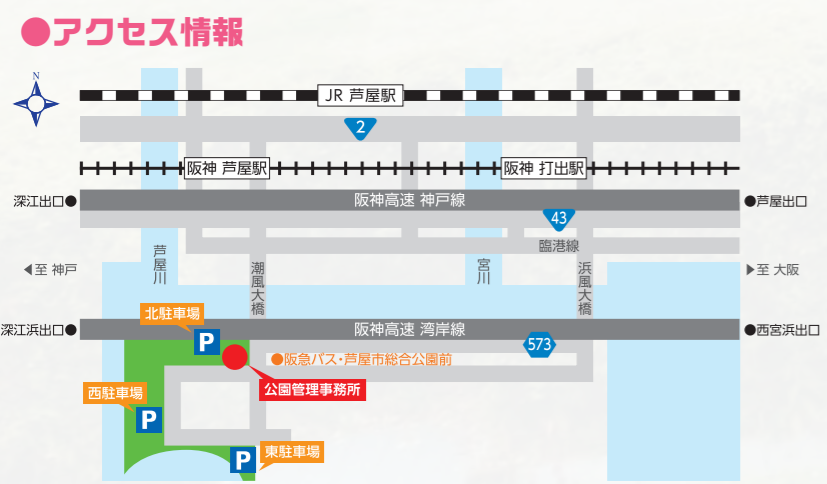 ●アクセス情報
N
JR 芦屋駅
2
阪神 芦屋駅
阪神 打出駅
深江出口●
阪神高速 神戸線
●芦屋出口
43
臨港線
芦屋川
潮風大橋
宮川
浜風大橋
◀至 神戸
▶至 大阪
北駐車場
深江浜出口●
阪神高速 湾岸線
●西宮浜出口
P
573
●阪急バス・芦屋市総合公園前
公園管理事務所
西駐車場
P
東駐車場
P